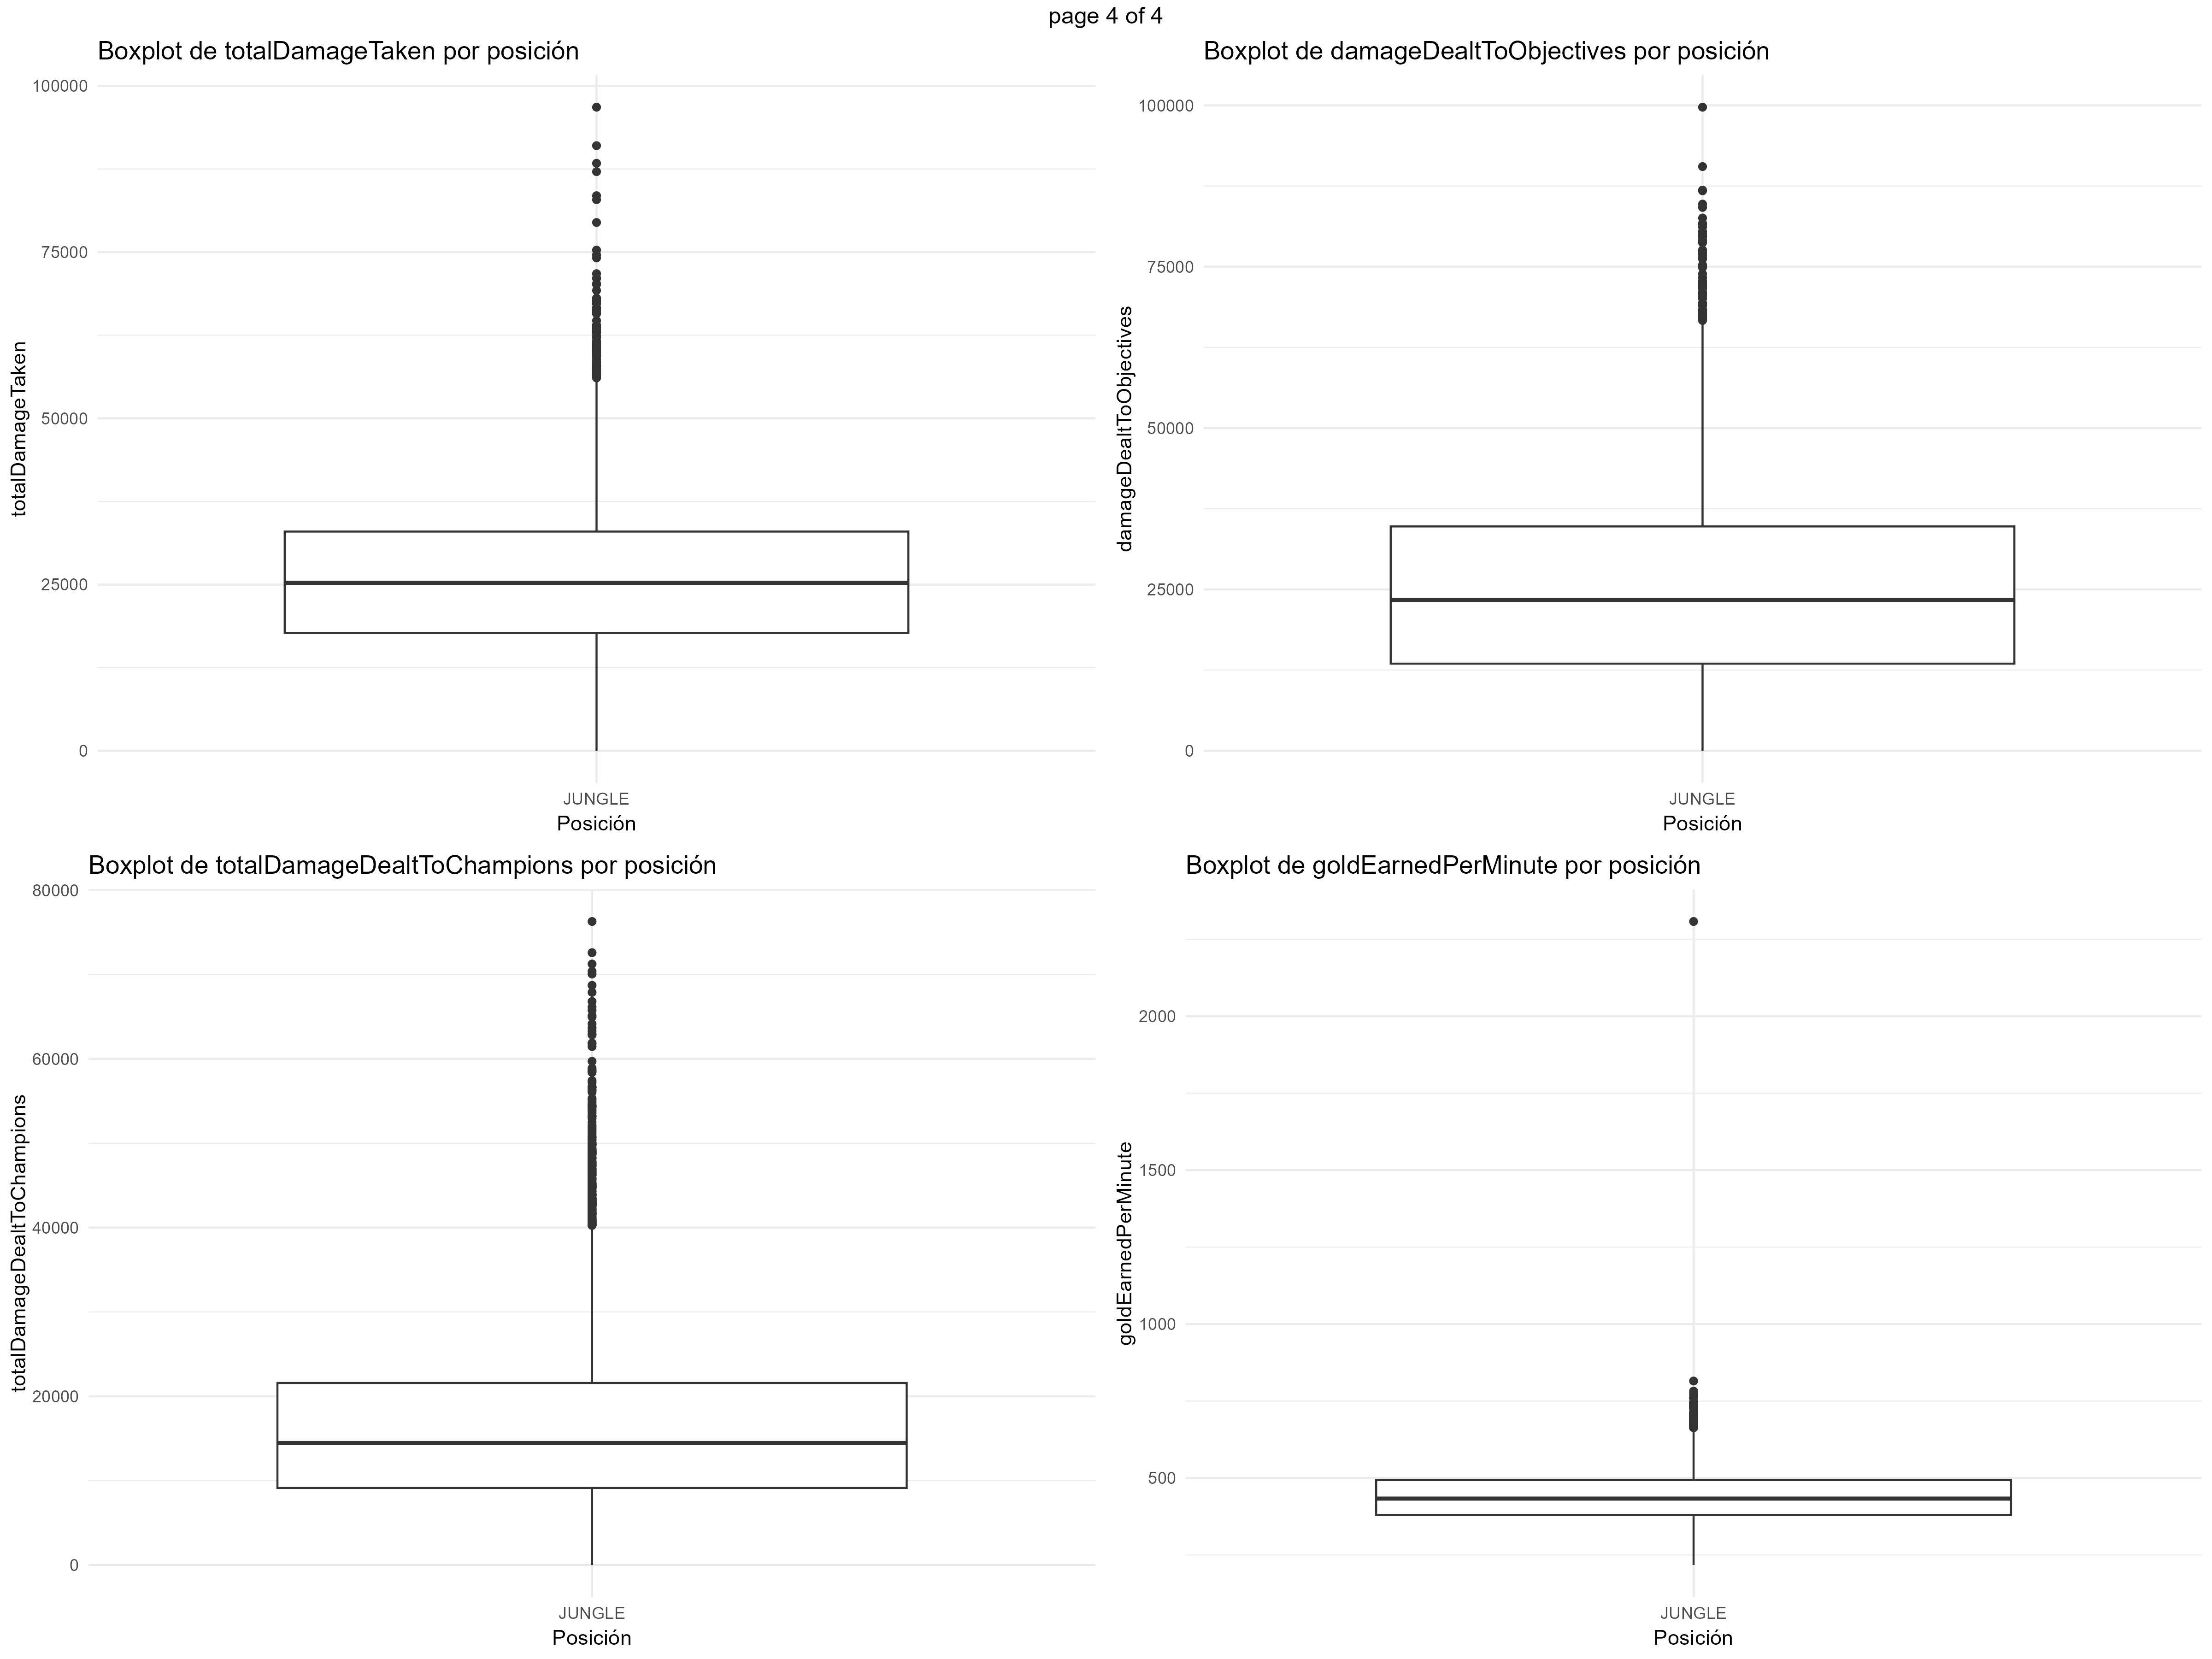 page 4 of 4
Boxplot de totalDamageTaken por posición
totalDamageTaken
100000
75000
50000
25000
0
JUNGLE
Posición
Boxplot de damageDealtToObjectives por posición
damageDealtToObjectives
100000
75000
50000
25000
0
JUNGLE
Posición
Boxplot de totalDamageDealtToChampions por posición
totalDamageDealtToChampions
80000
60000
40000
20000
0
JUNGLE
Posición
Boxplot de goldEarnedPerMinute por posición
goldEarnedPerMinute
2000
1500
1000
500
JUNGLE
Posición